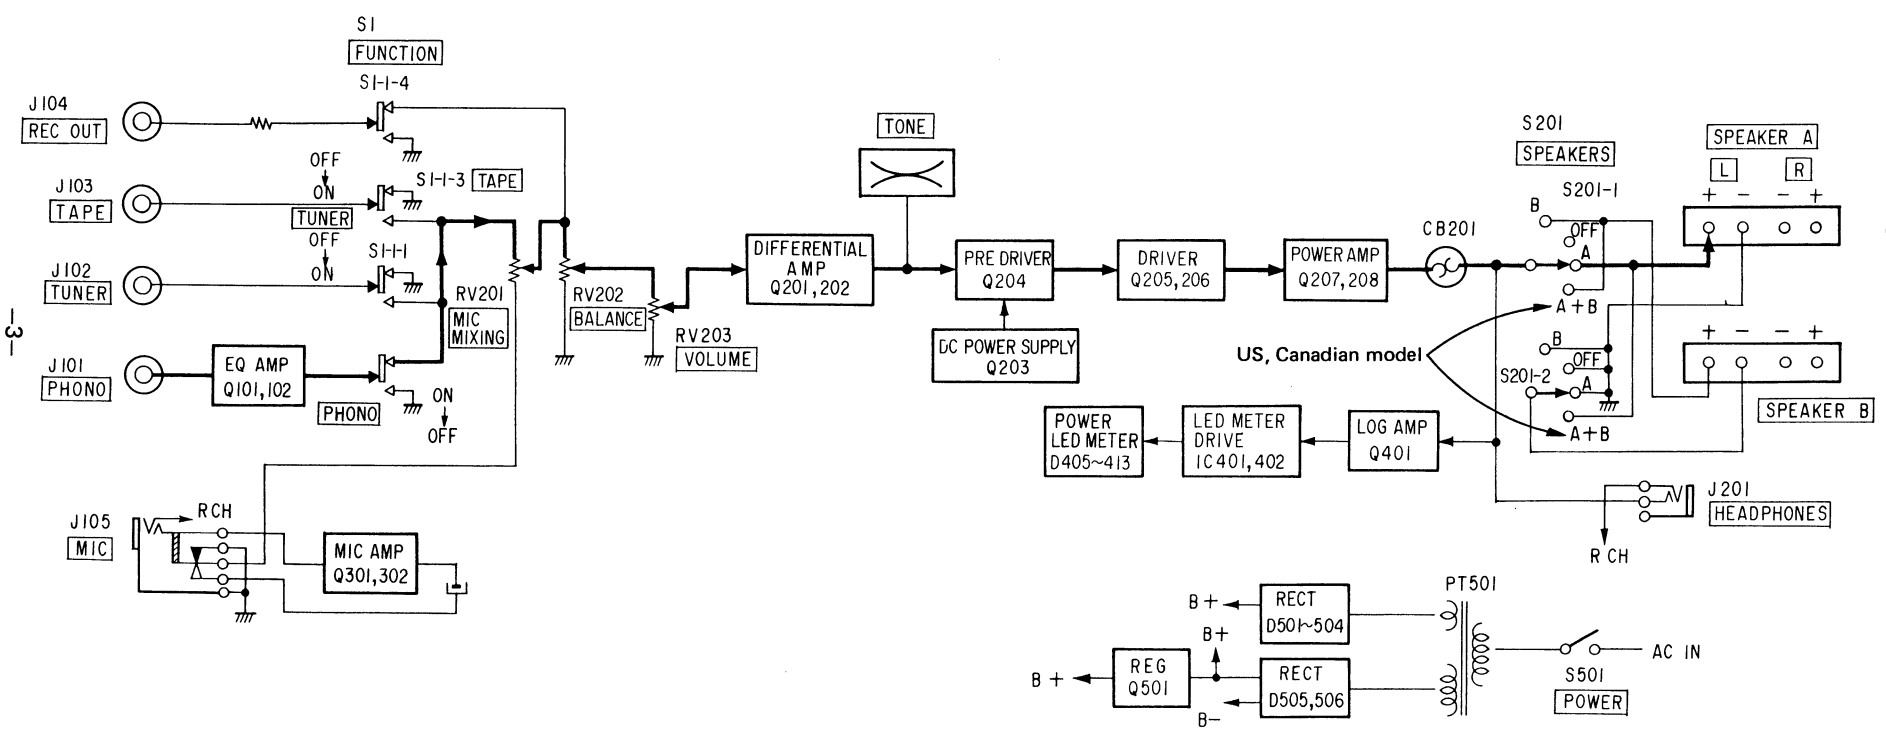 S1
FUNCTION
S1-1-4
J104
REC OUT
OFF
ON
S1-1-3 TAPE
J103
TAPE
TUNER
OFF
ON
S1-1-1
J102
TUNER
RV201
MIC
MIXING
RV202
BALANCE
RV203
VOLUME
J101
PHONO
EQ AMP
Q101,102
PHONO
ON
OFF
J105
MIC
R CH
MIC AMP
Q301,302
-3-
TONE
DIFFERENTIAL
AMP
Q201,202
PRE DRIVER
Q204
DC POWER SUPPLY
Q203
DRIVER
Q205,206
POWER AMP
Q207,208
CB201
S201
SPEAKERS
S201-1
B
OFF
A
A+B
US, Canadian model
B
OFF
S201-2
A
A+B
SPEAKER A
L
R
+ - - +
+ - - +
SPEAKER B
POWER
LED METER
D405~413
LED METER
DRIVE
IC401,402
LOG AMP
Q401
J201
HEADPHONES
R CH
B+
RECT
D501~504
PT501
B+
B+
REG
Q501
RECT
D505,506
B-
S501
POWER
AC IN